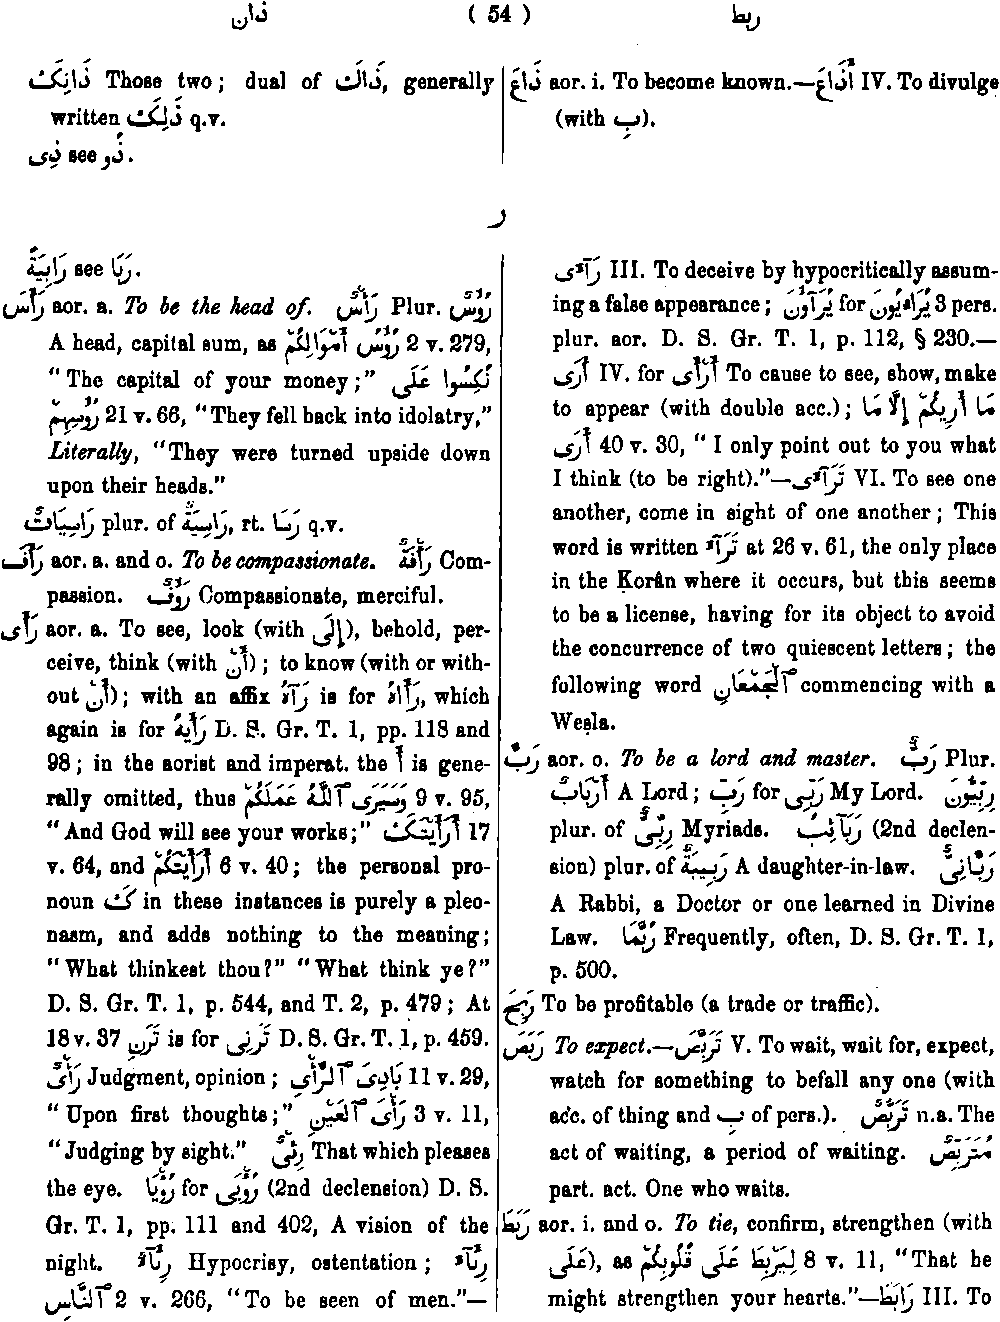 ذان ( 54 ) ربط
ذَانِكَ Those two; dual of ذَاكَ, generally
written ذَلِكَ q.v.
ذِى see ذُو.
ذَاعَ aor. i. To become known.—أَذَاعَ IV. To divulge
(with بِ).
ر
رَابِيَةً see رَبَا.
رَأَسَ aor. a. To be the head of. رَأْسٌ Plur. رُؤُسٌ
A head, capital sum, as رُؤُسُ أَمْوَالِكُمْ 2 v. 279,
"The capital of your money;" نُكِسُوا عَلَى
رُؤُسِهِمْ 21 v. 66, "They fell back into idolatry,"
Literally, "They were turned upside down
upon their heads."
رَاسِيَاتٌ plur. of رَاسِيَةٌ, rt. رَسَا q.v.
رَأَفَ aor. a. and o. To be compassionate. رَأْفَةٌ Com-
passion. رَؤُفٌ Compassionate, merciful.
رَأَى aor. a. To see, look (with إِلَى), behold, per-
ceive, think (with أَنْ); to know (with or with-
out أَنْ); with an affix رَآهُ is for رَأَاهُ, which
again is for رَأَيَهُ D. S. Gr. T. 1, pp. 118 and
98; in the aorist and imperat. the أ is gene-
rally omitted, thus وَسَيَرَى ٱللَّهُ عَمَلَكُمْ 9 v. 95,
"And God will see your works;" أَرَأَيْتَكَ 17
v. 64, and أَرَأَيْتَكُمْ 6 v. 40; the personal pro-
noun كَ in these instances is purely a pleo-
nasm, and adds nothing to the meaning;
"What thinkest thou?" "What think ye?"
D. S. Gr. T. 1, p. 544, and T. 2, p. 479; At
18 v. 37 تَرَنِ is for تَرَنِى D. S. Gr. T. 1, p. 459.
رَأْىٌ Judgment, opinion; بَادِىَ ٱلرَّأْىِ 11 v. 29,
"Upon first thoughts;" رَأْىَ ٱلْعَيْنِ 3 v. 11,
"Judging by sight." رِئْىٌ That which pleases
the eye. رُؤْيَا for رُؤْيَى (2nd declension) D. S.
Gr. T. 1, pp. 111 and 402, A vision of the
night. رِئَآءٌ Hypocrisy, ostentation; رِئَآءَ
ٱلنَّاسِ 2 v. 266, "To be seen of men."—
رَآءَى III. To deceive by hypocritically assum-
ing a false appearance; يُرَآءُونَ for يُرَاءِيُونَ 3 pers.
plur. aor. D. S. Gr. T. 1, p. 112, § 230.—
أَرَى IV. for أَرْأَى To cause to see, show, make
to appear (with double acc.); مَا أُرِيكُمْ إِلَّا مَا
أَرَى 40 v. 30, "I only point out to you what
I think (to be right)."—تَرَآءَى VI. To see one
another, come in sight of one another; This
word is written تَرَآءَ at 26 v. 61, the only place
in the Korân where it occurs, but this seems
to be a license, having for its object to avoid
the concurrence of two quiescent letters; the
following word ٱلْجَمْعَانِ commencing with a
Weṣla.
رَبَّ aor. o. To be a lord and master. رَبٌّ Plur.
أَرْبَابٌ A Lord; رَبِّ for رَبِّى My Lord. رِبِّيُّونَ
plur. of رِبِّىٌّ Myriads. رَبَآئِبُ (2nd declen-
sion) plur. of رَبِيبَةٌ A daughter-in-law. رَبَّانِىٌّ
A Rabbi, a Doctor or one learned in Divine
Law. رُبَّمَا Frequently, often, D. S. Gr. T. 1,
p. 500.
رَبِحَ To be profitable (a trade or traffic).
رَبَصَ To expect.—تَرَبَّصَ V. To wait, wait for, expect,
watch for something to befall any one (with
acc. of thing and بِ of pers.). تَرَبُّصٌ n.a. The
act of waiting, a period of waiting. مُتَرَبِّصٌ
part. act. One who waits.
رَبَطَ aor. i. and o. To tie, confirm, strengthen (with
عَلَى), as لِيَرْبِطَ عَلَى قُلُوبِكُمْ 8 v. 11, "That he
might strengthen your hearts."—رَابَطَ III. To